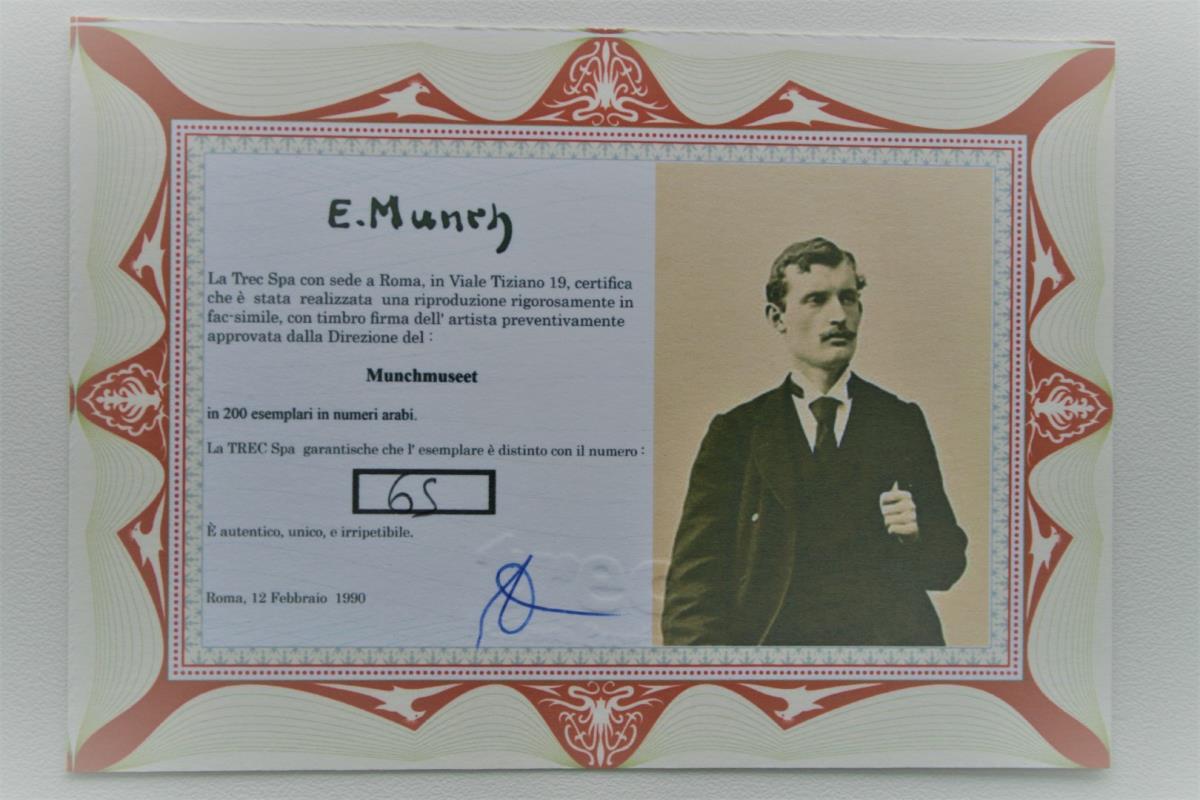 E. Munch
La Trec Spa con sede a Roma, in Viale Tiziano 19, certifica
che è stata realizzata una riproduzione rigorosamente in
fac-simile, con timbro firma dell' artista preventivamente
approvata dalla Direzione del :
Munchmuseet
in 200 esemplari in numeri arabi.
La TREC Spa garantische che l' esemplare è distinto con il numero :
65
È autentico, unico, e irripetibile.
Roma, 12 Febbraio 1990